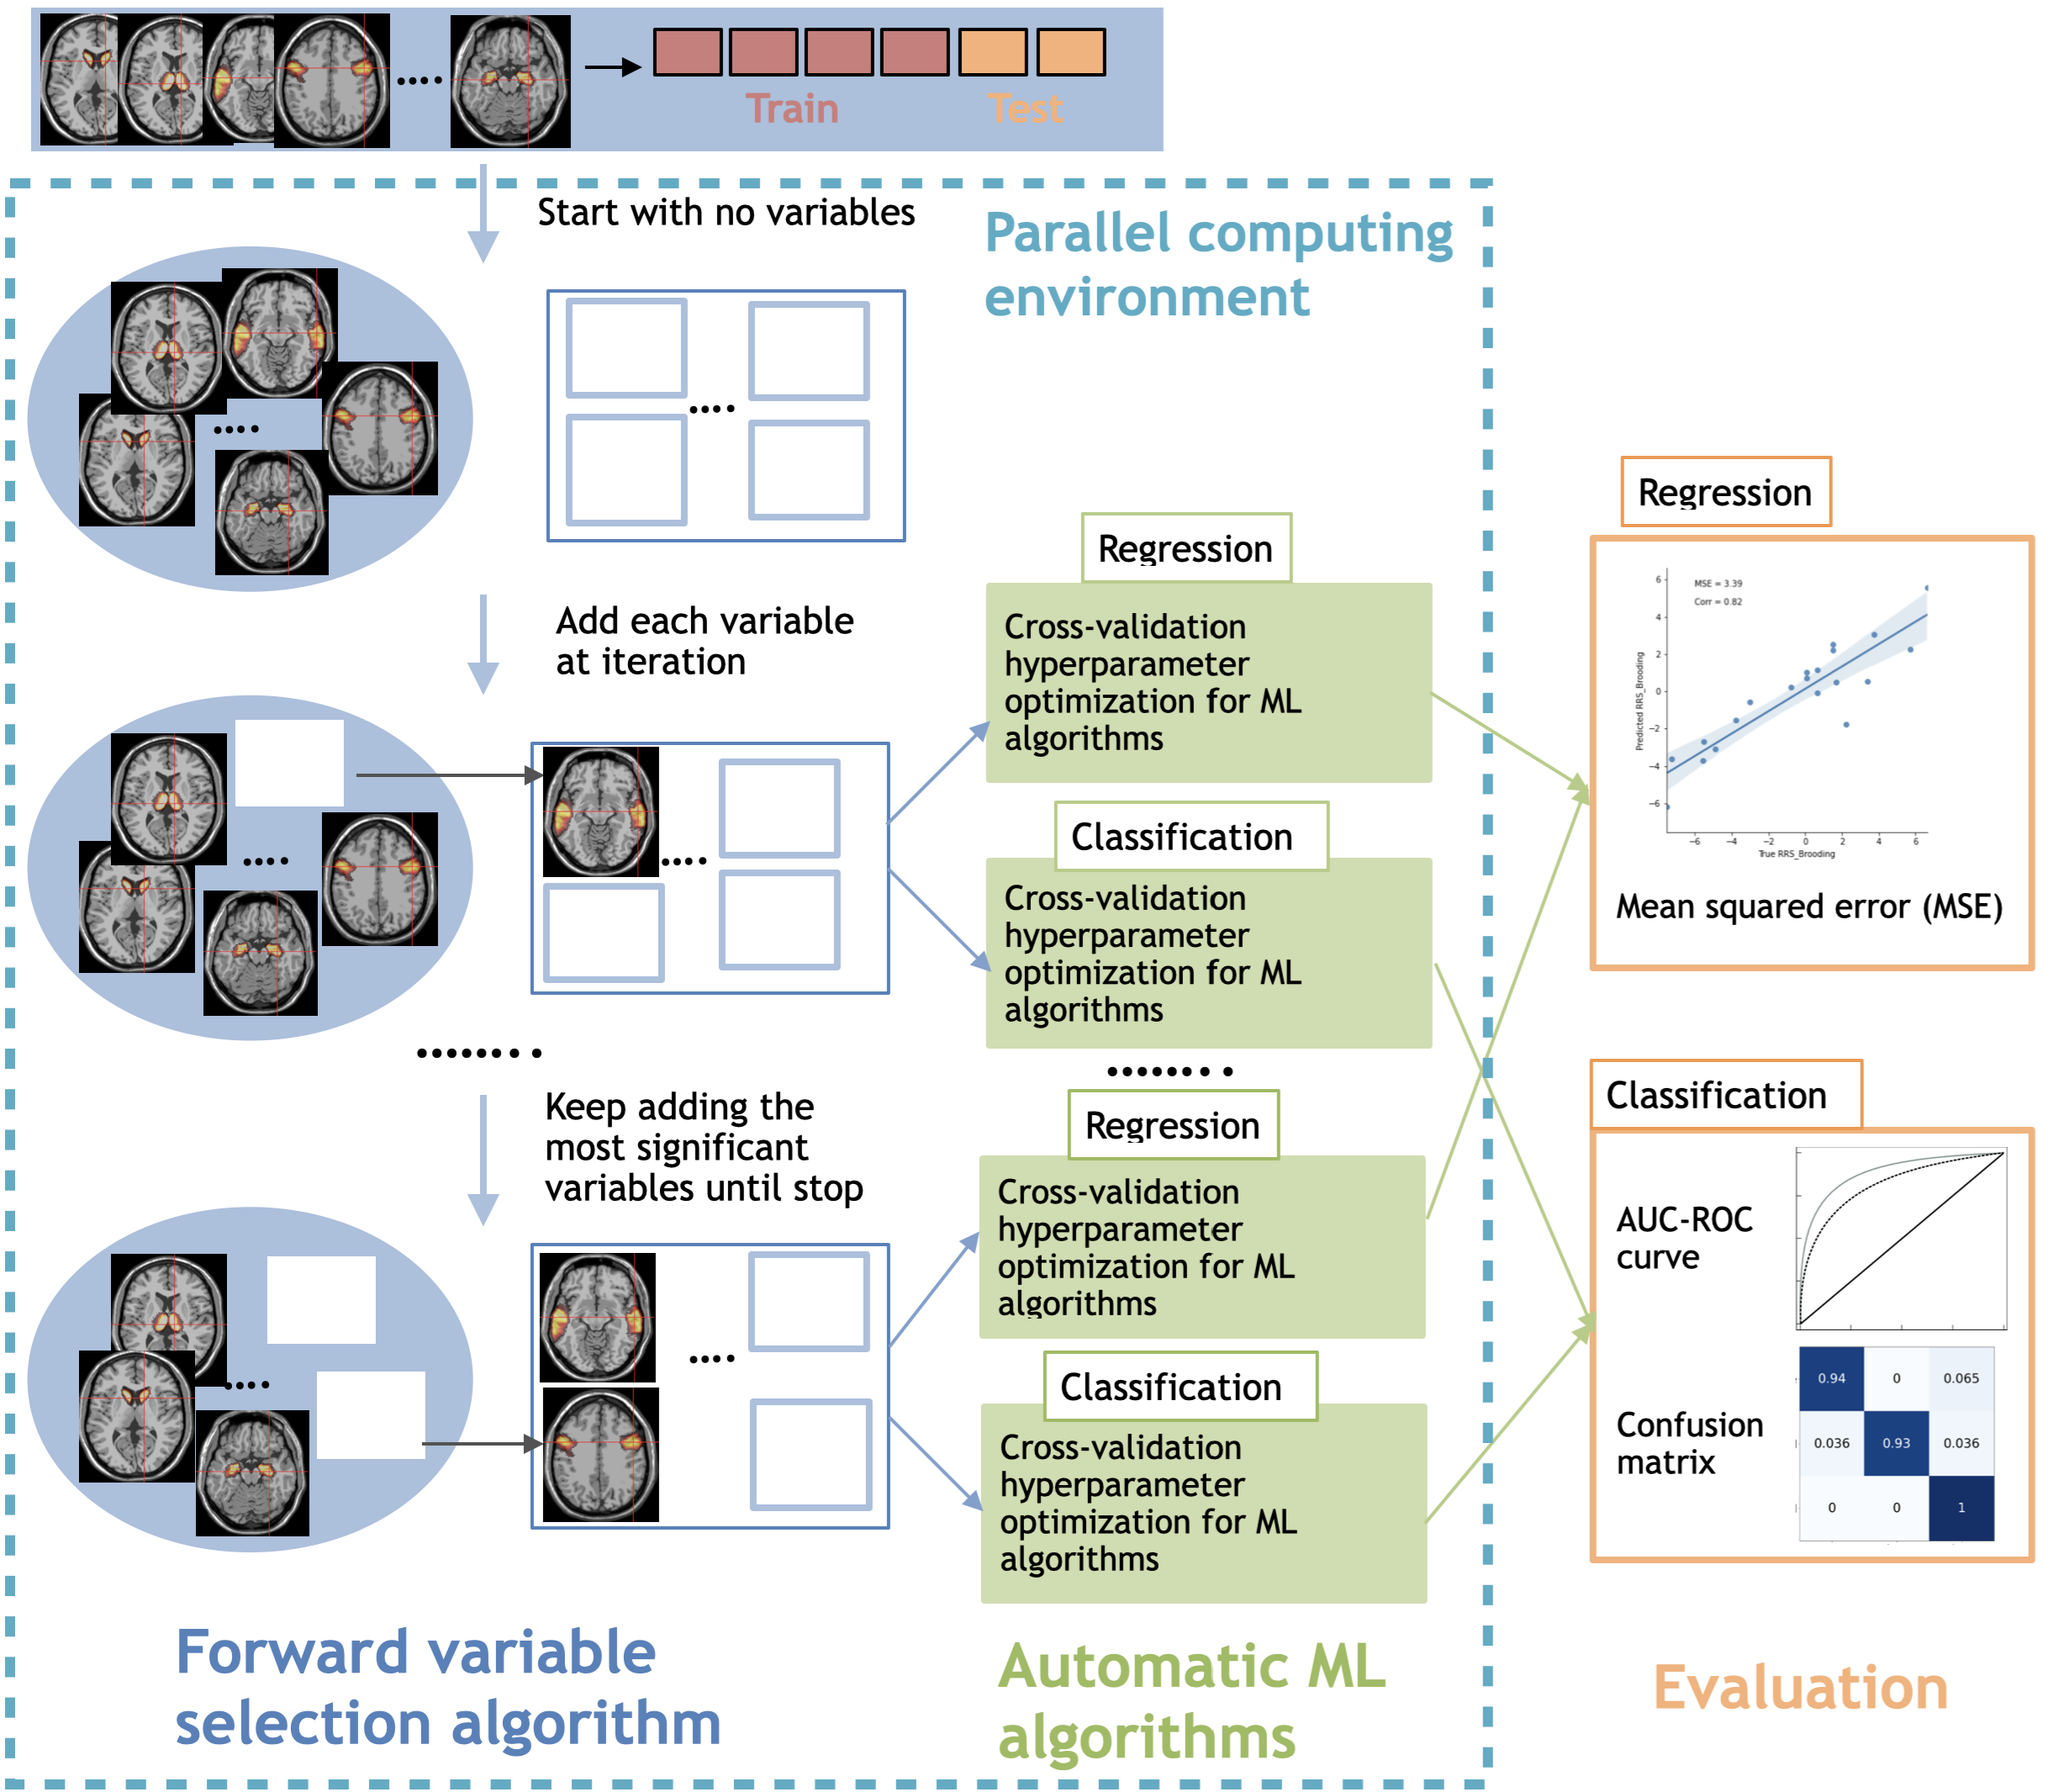 Train
Test
Start with no variables
Parallel computing
environment
Add each variable
at iteration
Regression
Cross-validation
hyperparameter
optimization for ML
algorithms
Classification
Cross-validation
hyperparameter
optimization for ML
algorithms
Keep adding the
most significant
variables until stop
Regression
Cross-validation
hyperparameter
optimization for ML
algorithms
Classification
Cross-validation
hyperparameter
optimization for ML
algorithms
Regression
MSE = 3.39
Corr = 0.82
6
4
2
0
−2
−4
−6
Predicted RRS_Brooding
−6 −4 −2 0 2 4 6
True RRS_Brooding
Mean squared error (MSE)
Classification
AUC-ROC
curve
Confusion
matrix
0.94 0 0.065
0.036 0.93 0.036
0 0 1
Forward variable
selection algorithm
Automatic ML
algorithms
Evaluation